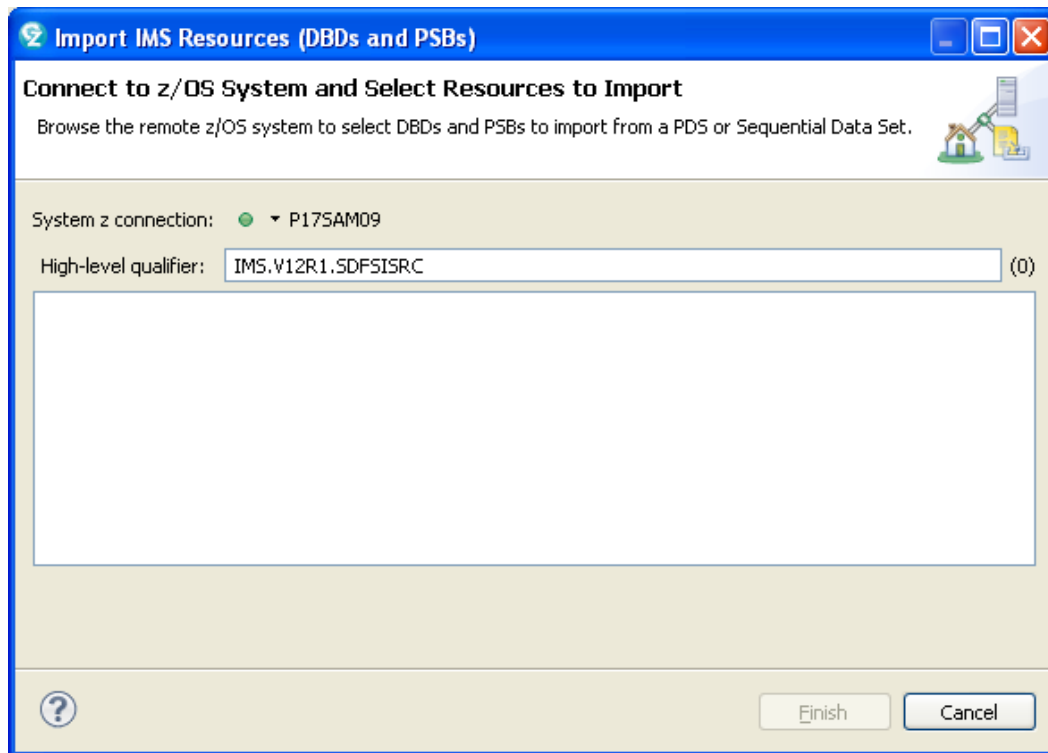 Import IMS Resources (DBDs and PSBs)
Connect to z/OS System and Select Resources to Import
Browse the remote z/OS system to select DBDs and PSBs to import from a PDS or Sequential Data Set.
System z connection: P17SAM09
High-level qualifier: IMS.V12R1.SDFSISRC (0)
? Finish Cancel